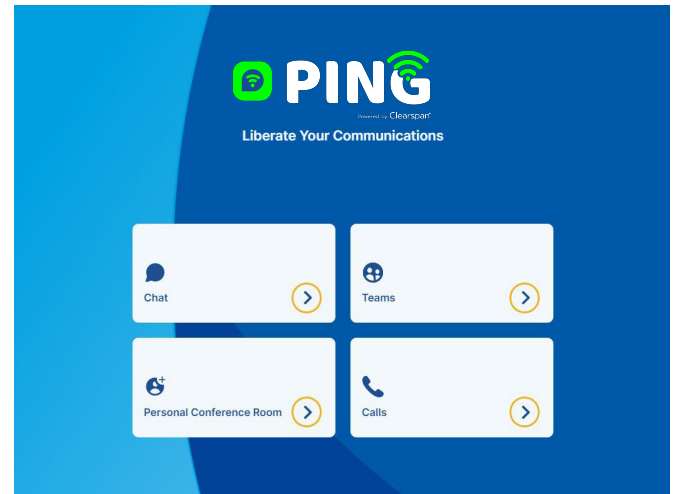 PING
Powered by Clearspan
Liberate Your Communications
Chat
Teams
Personal Conference Room
Calls